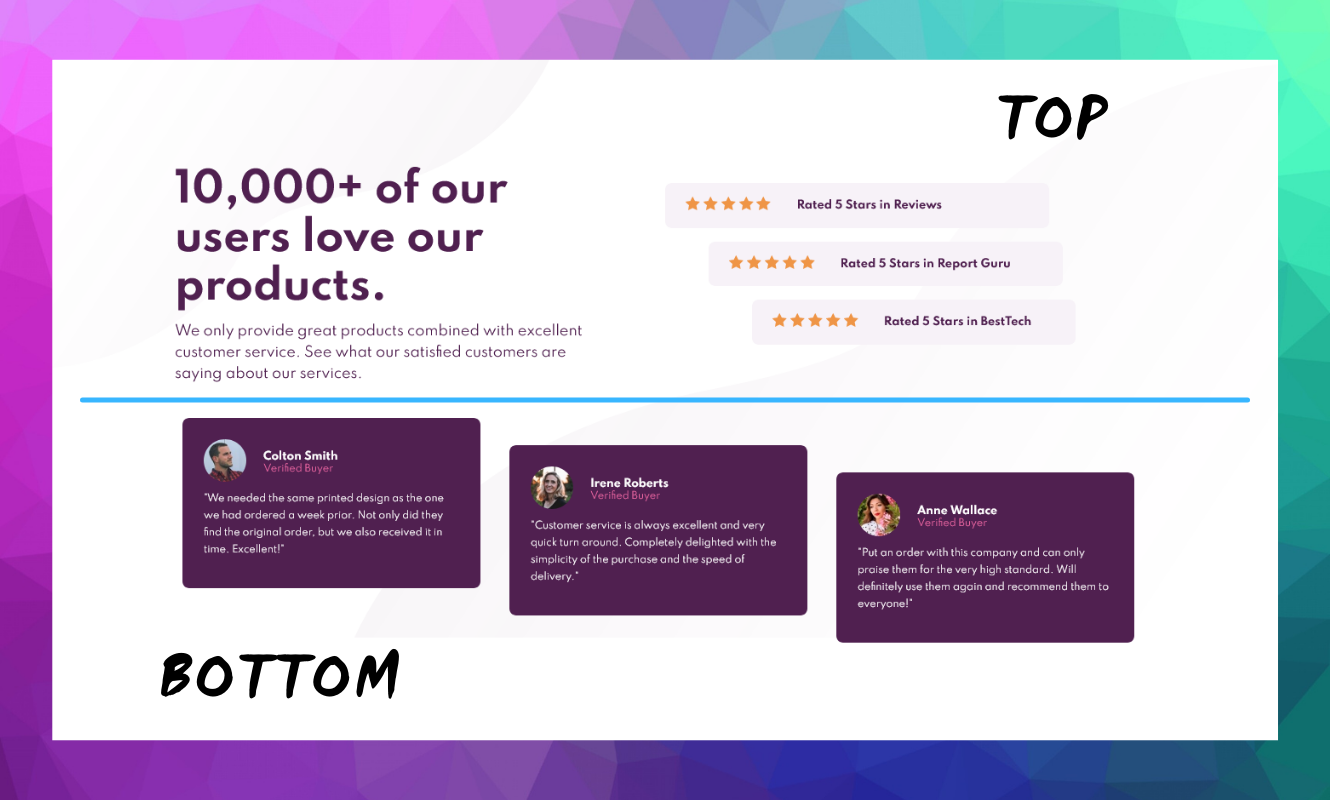 TOP
10,000+ of our
users love our
products.
We only provide great products combined with excellent
customer service. See what our satisfied customers are
saying about our services.
Rated 5 Stars in Reviews
Rated 5 Stars in Report Guru
Rated 5 Stars in BestTech
Colton Smith
Verified Buyer
"We needed the same printed design as the one
we had ordered a week prior. Not only did they
find the original order, but we also received it in
time. Excellent!"
Irene Roberts
Verified Buyer
"Customer service is always excellent and very
quick turn around. Completely delighted with the
simplicity of the purchase and the speed of
delivery."
Anne Wallace
Verified Buyer
"Put an order with this company and can only
praise them for the very high standard. Will
definitely use them again and recommend them to
everyone!"
BOTTOM